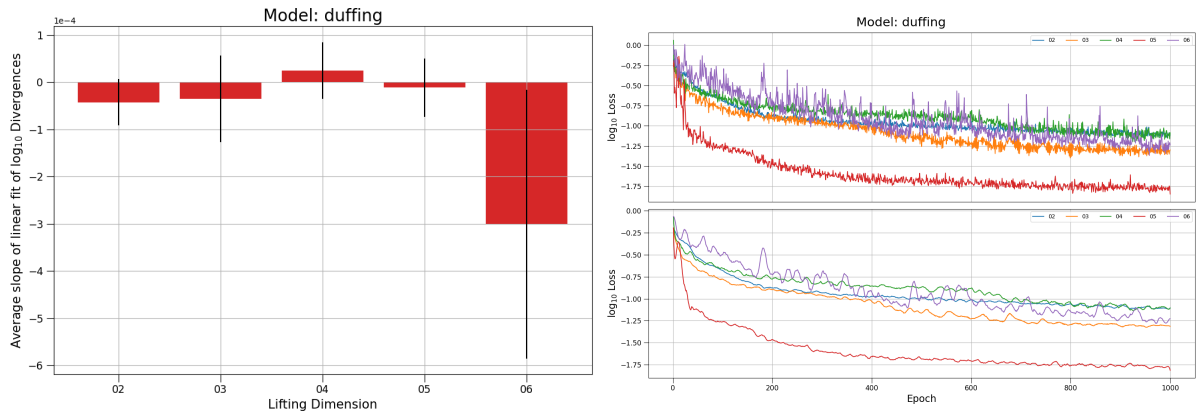 Model: duffing
1e−4
1
0
−1
−2
−3
−4
−5
−6
Average slope of linear fit of log₁₀ Divergences
02 03 04 05 06
Lifting Dimension
Model: duffing
02 03 04 05 06
0.00
−0.25
−0.50
−0.75
−1.00
−1.25
−1.50
−1.75
log₁₀ Loss
02 03 04 05 06
0.00
−0.25
−0.50
−0.75
−1.00
−1.25
−1.50
−1.75
log₁₀ Loss
0 200 400 600 800 1000
Epoch